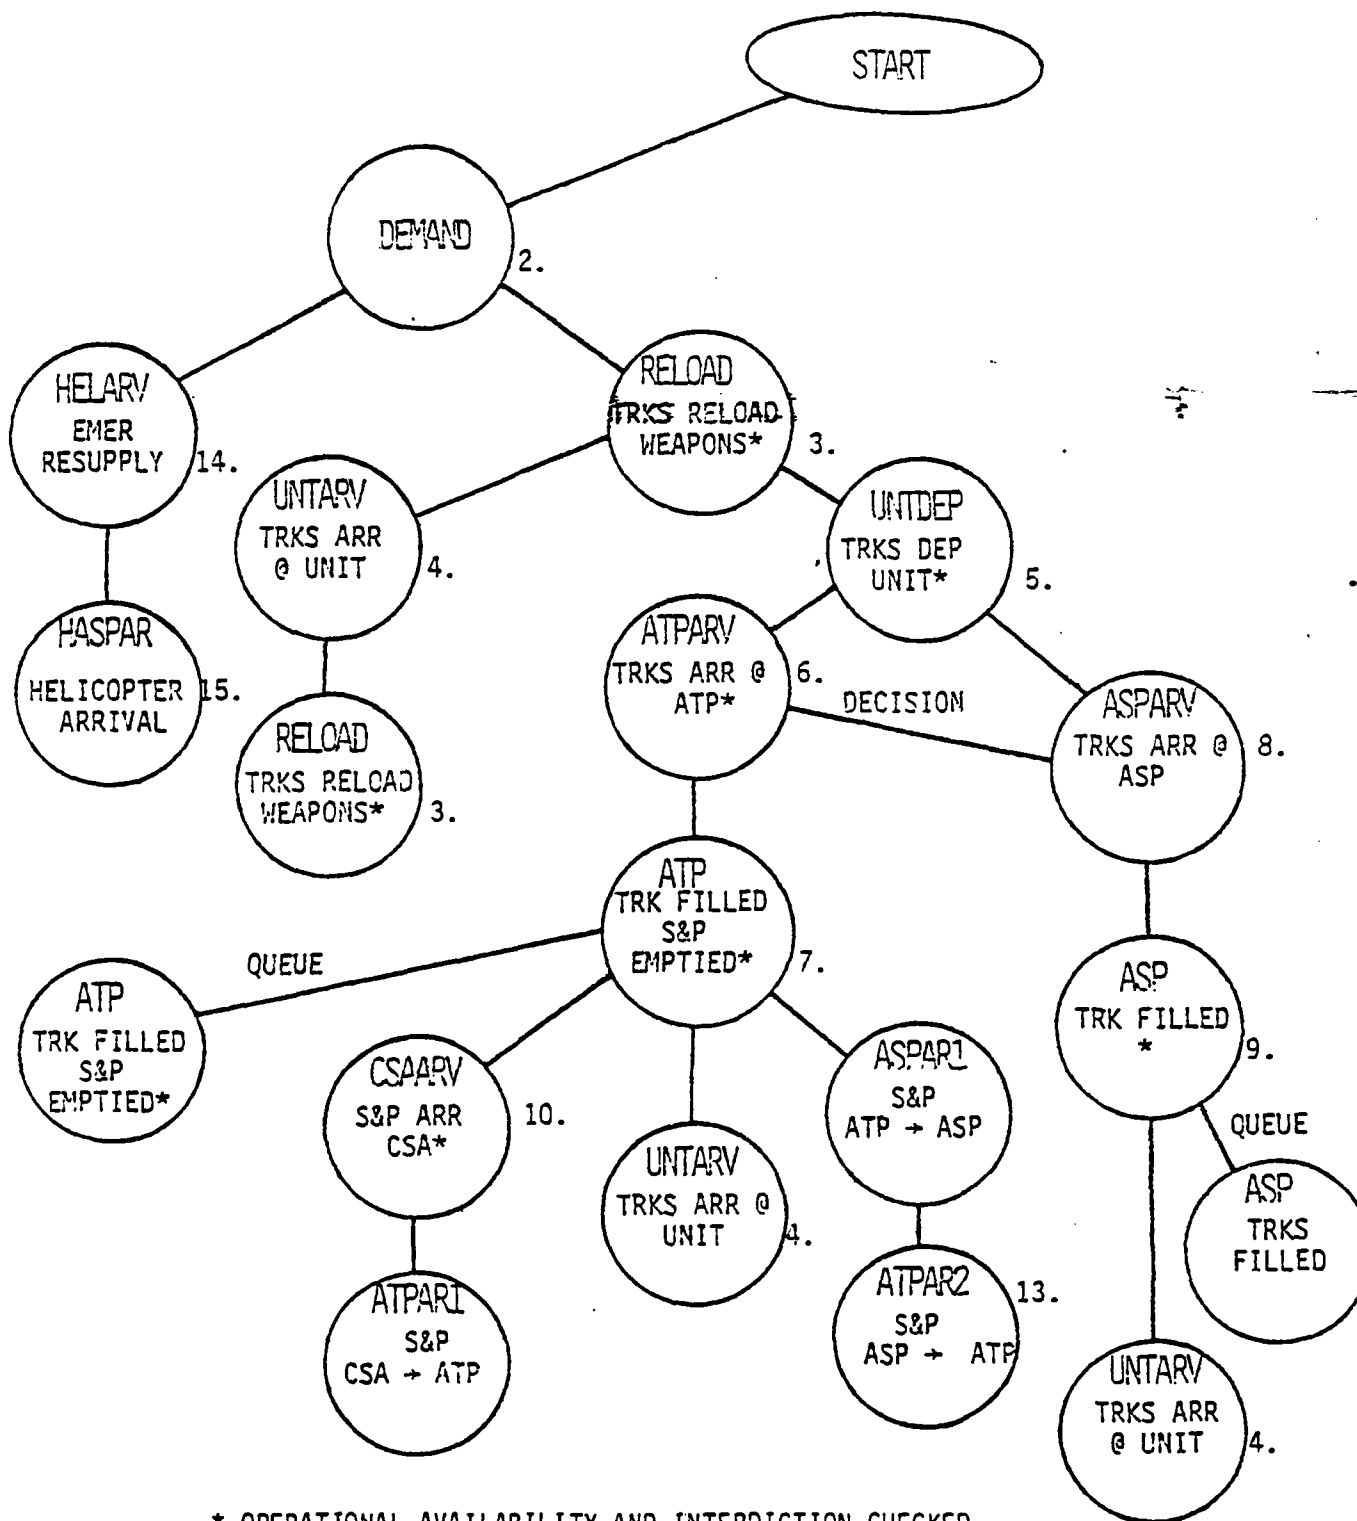 START
DEMAND
2.
HELARV
EMER
RESUPPLY
14.
RELOAD
TRKS RELOAD
WEAPONS*
3.
UNTARV
TRKS ARR
@ UNIT
4.
UNTDEP
TRKS DEP
UNIT*
5.
HASPAR
HELICOPTER
ARRIVAL
15.
RELOAD
TRKS RELOAD
WEAPONS*
3.
ATPARV
TRKS ARR @
ATP*
6.
DECISION
ASPARV
TRKS ARR @
ASP
8.
ATP
TRK FILLED
S&P
EMPTIED*
7.
QUEUE
ATP
TRK FILLED
S&P
EMPTIED*
CSAARV
S&P ARR
CSA*
10.
UNTARV
TRKS ARR @
UNIT
4.
ASPAR1
S&P
ATP → ASP
ASP
TRK FILLED
*
9.
QUEUE
ASP
TRKS
FILLED
ATPAR1
S&P
CSA → ATP
ATPAR2
S&P
ASP → ATP
13.
UNTARV
TRKS ARR
@ UNIT
4.
* OPERATIONAL AVAILABILITY AND INTERDICTION CHECKED